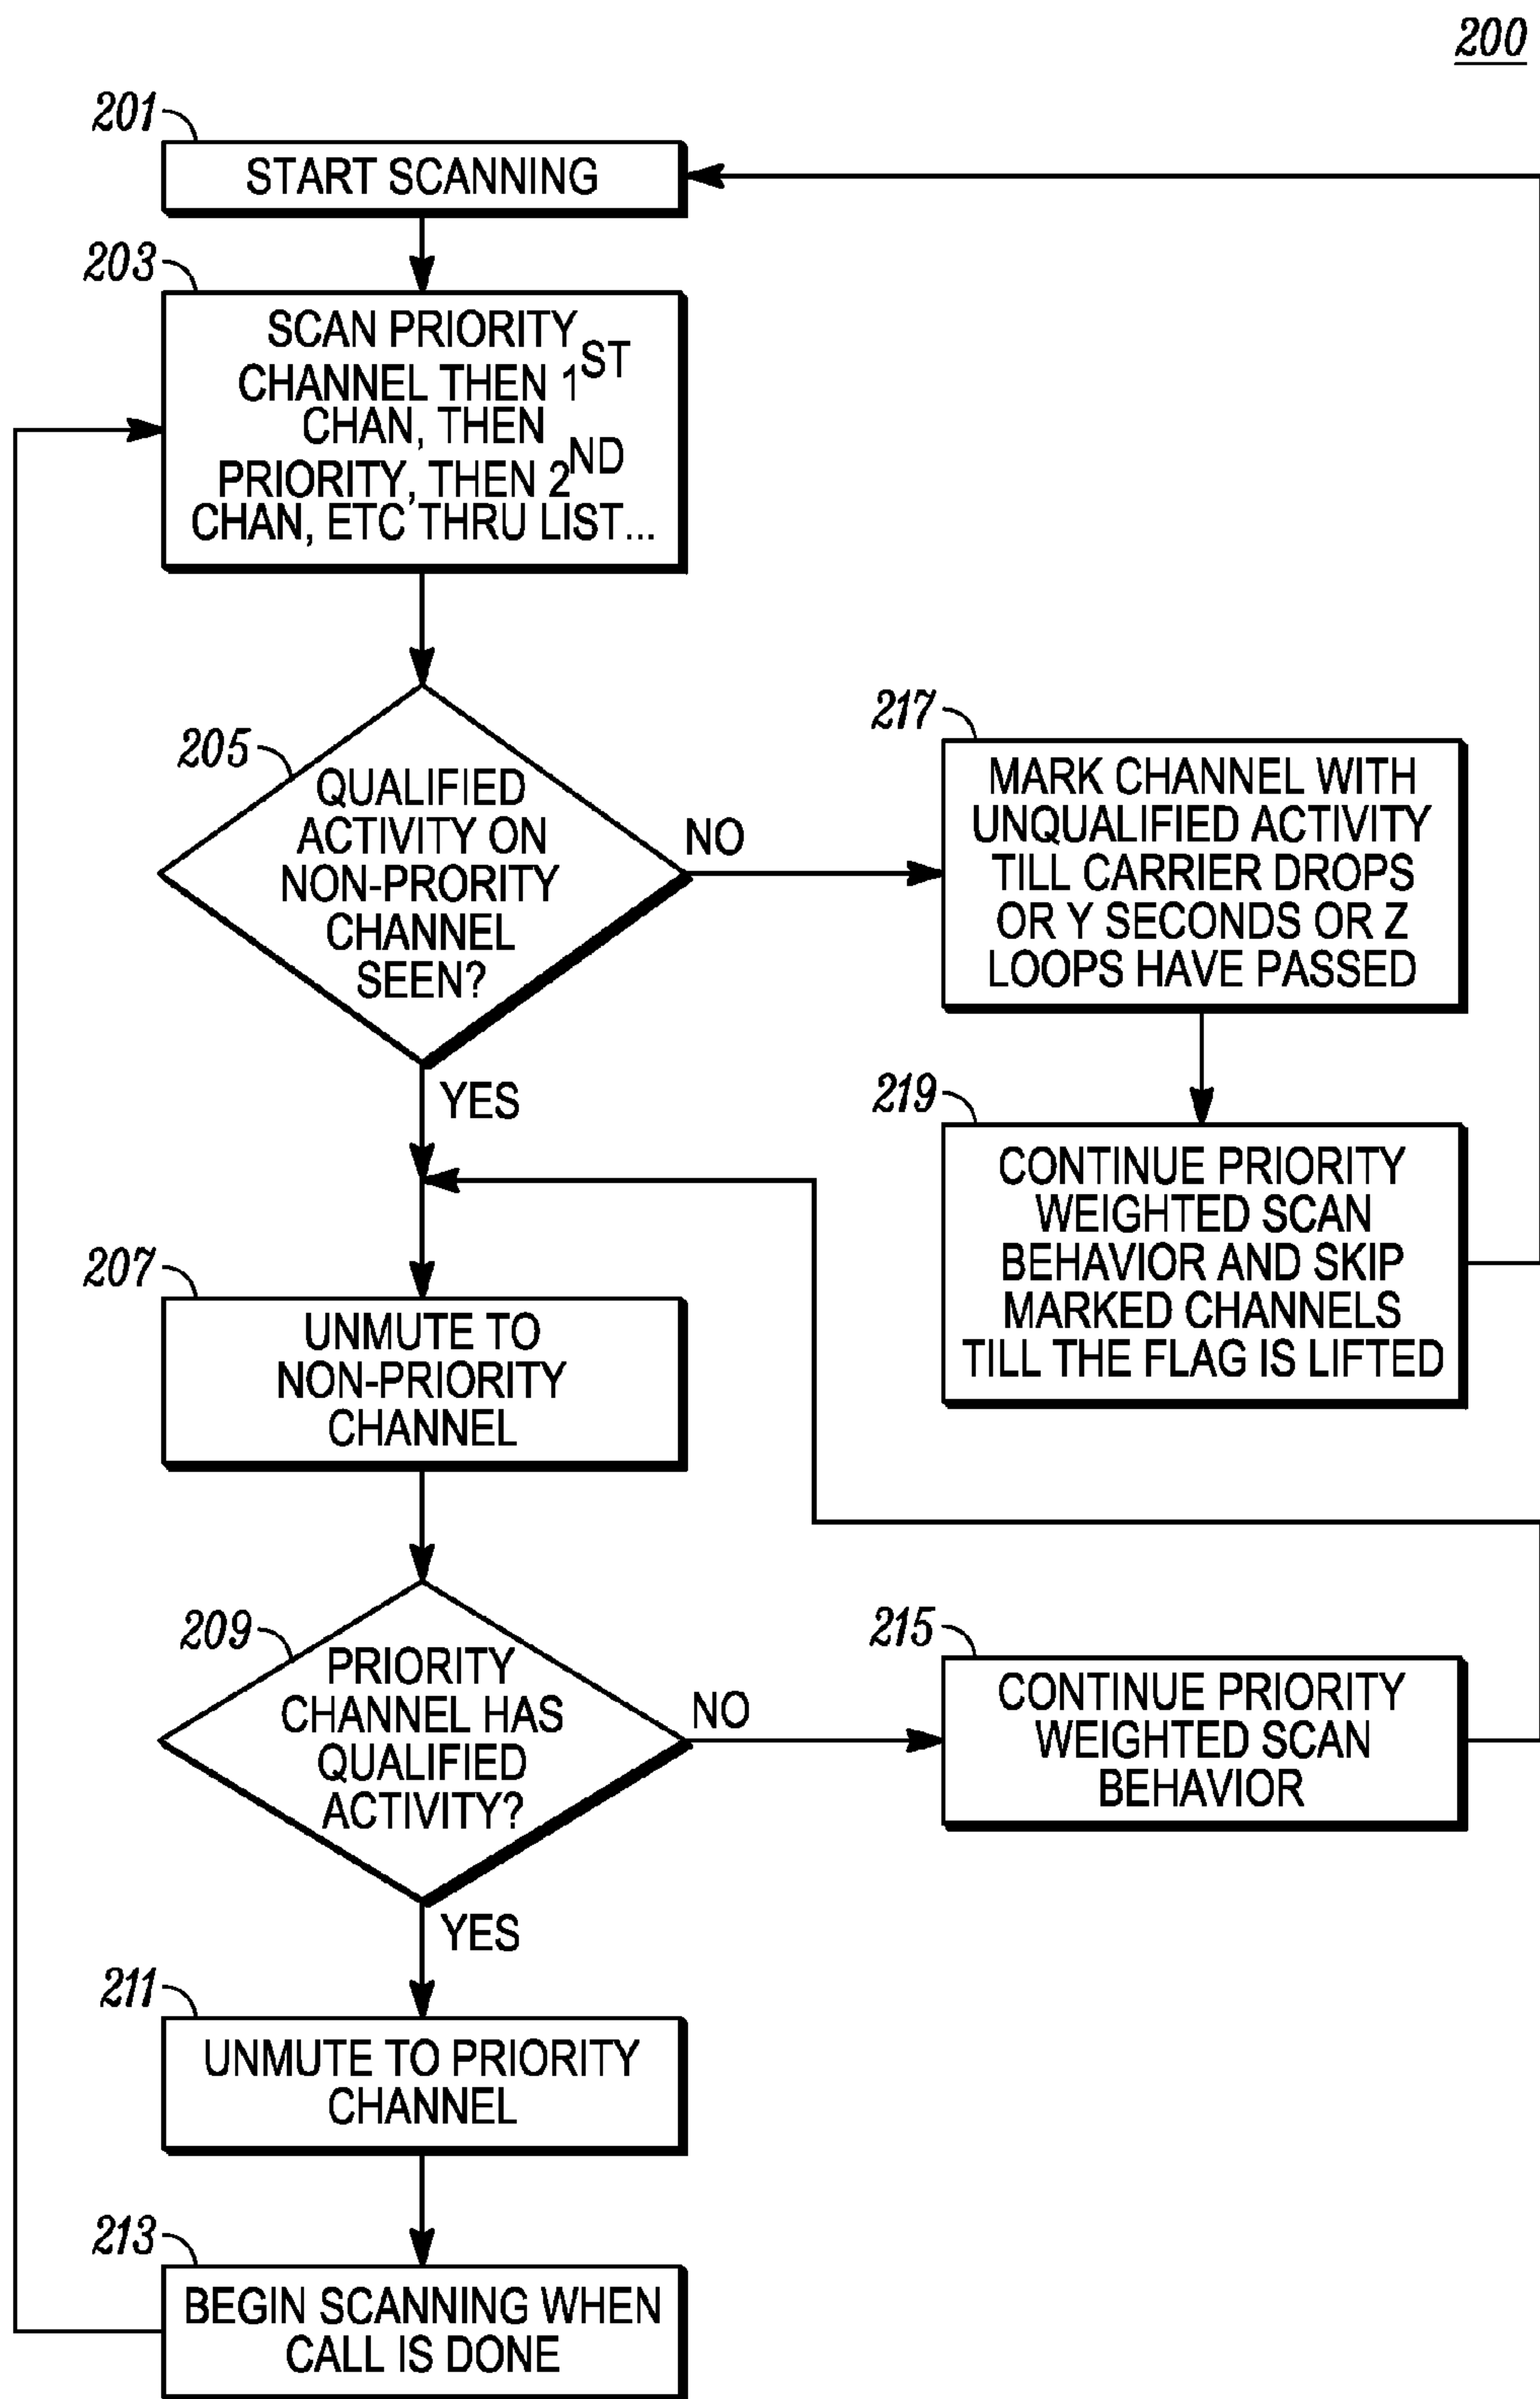 200
201
START SCANNING
203
SCAN PRIORITY
CHANNEL THEN 1ST
CHAN, THEN
PRIORITY, THEN 2ND
CHAN, ETC THRU LIST...
205
QUALIFIED
ACTIVITY ON
NON-PRORITY
CHANNEL
SEEN?
NO
YES
217
MARK CHANNEL WITH
UNQUALIFIED ACTIVITY
TILL CARRIER DROPS
OR Y SECONDS OR Z
LOOPS HAVE PASSED
219
CONTINUE PRIORITY
WEIGHTED SCAN
BEHAVIOR AND SKIP
MARKED CHANNELS
TILL THE FLAG IS LIFTED
207
UNMUTE TO
NON-PRIORITY
CHANNEL
209
PRIORITY
CHANNEL HAS
QUALIFIED
ACTIVITY?
NO
YES
215
CONTINUE PRIORITY
WEIGHTED SCAN
BEHAVIOR
211
UNMUTE TO PRIORITY
CHANNEL
213
BEGIN SCANNING WHEN
CALL IS DONE